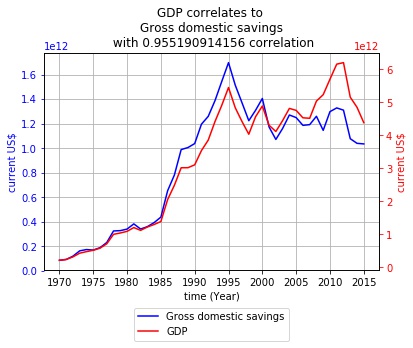 GDP correlates to
Gross domestic savings
with 0.955190914156 correlation
1e12
1e12
1.6
1.4
1.2
1.0
0.8
0.6
0.4
0.2
0.0
current US$
6
5
4
3
2
1
0
current US$
1970 1975 1980 1985 1990 1995 2000 2005 2010 2015
time (Year)
Gross domestic savings
GDP